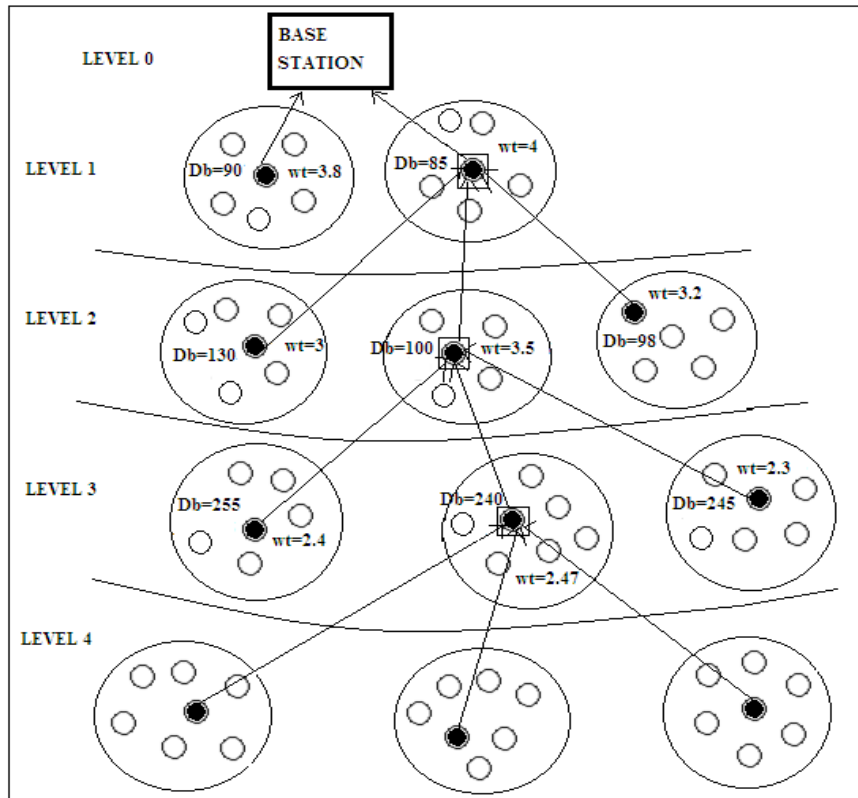 BASE
STATION
LEVEL 0
LEVEL 1
Db=90
wt=3.8
Db=85
wt=4
LEVEL 2
Db=130
wt=3
Db=100
wt=3.5
wt=3.2
Db=98
LEVEL 3
Db=255
wt=2.4
Db=240
wt=2.47
wt=2.3
Db=245
LEVEL 4